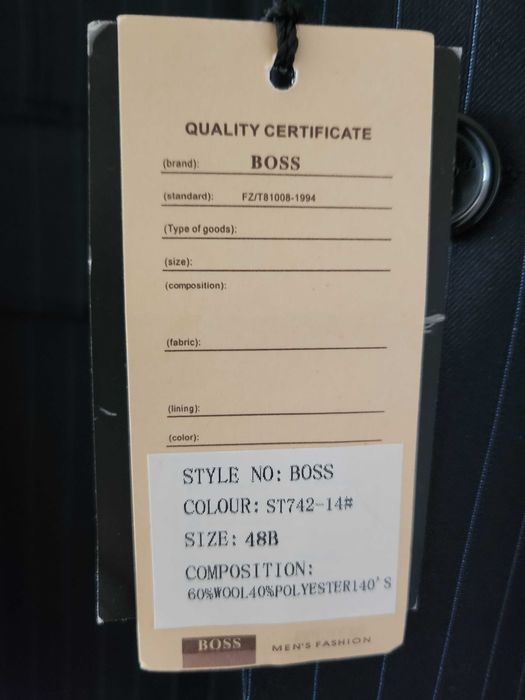 QUALITY CERTIFICATE
(brand): BOSS
(standard): FZ/T81008-1994
(Type of goods):
(size):
(composition):
(fabric):
(lining):
(color):
STYLE NO: BOSS
COLOUR: ST742-14#
SIZE: 48B
COMPOSITION:
60%WOOL40%POLYESTER140'S
BOSS MEN'S FASHION